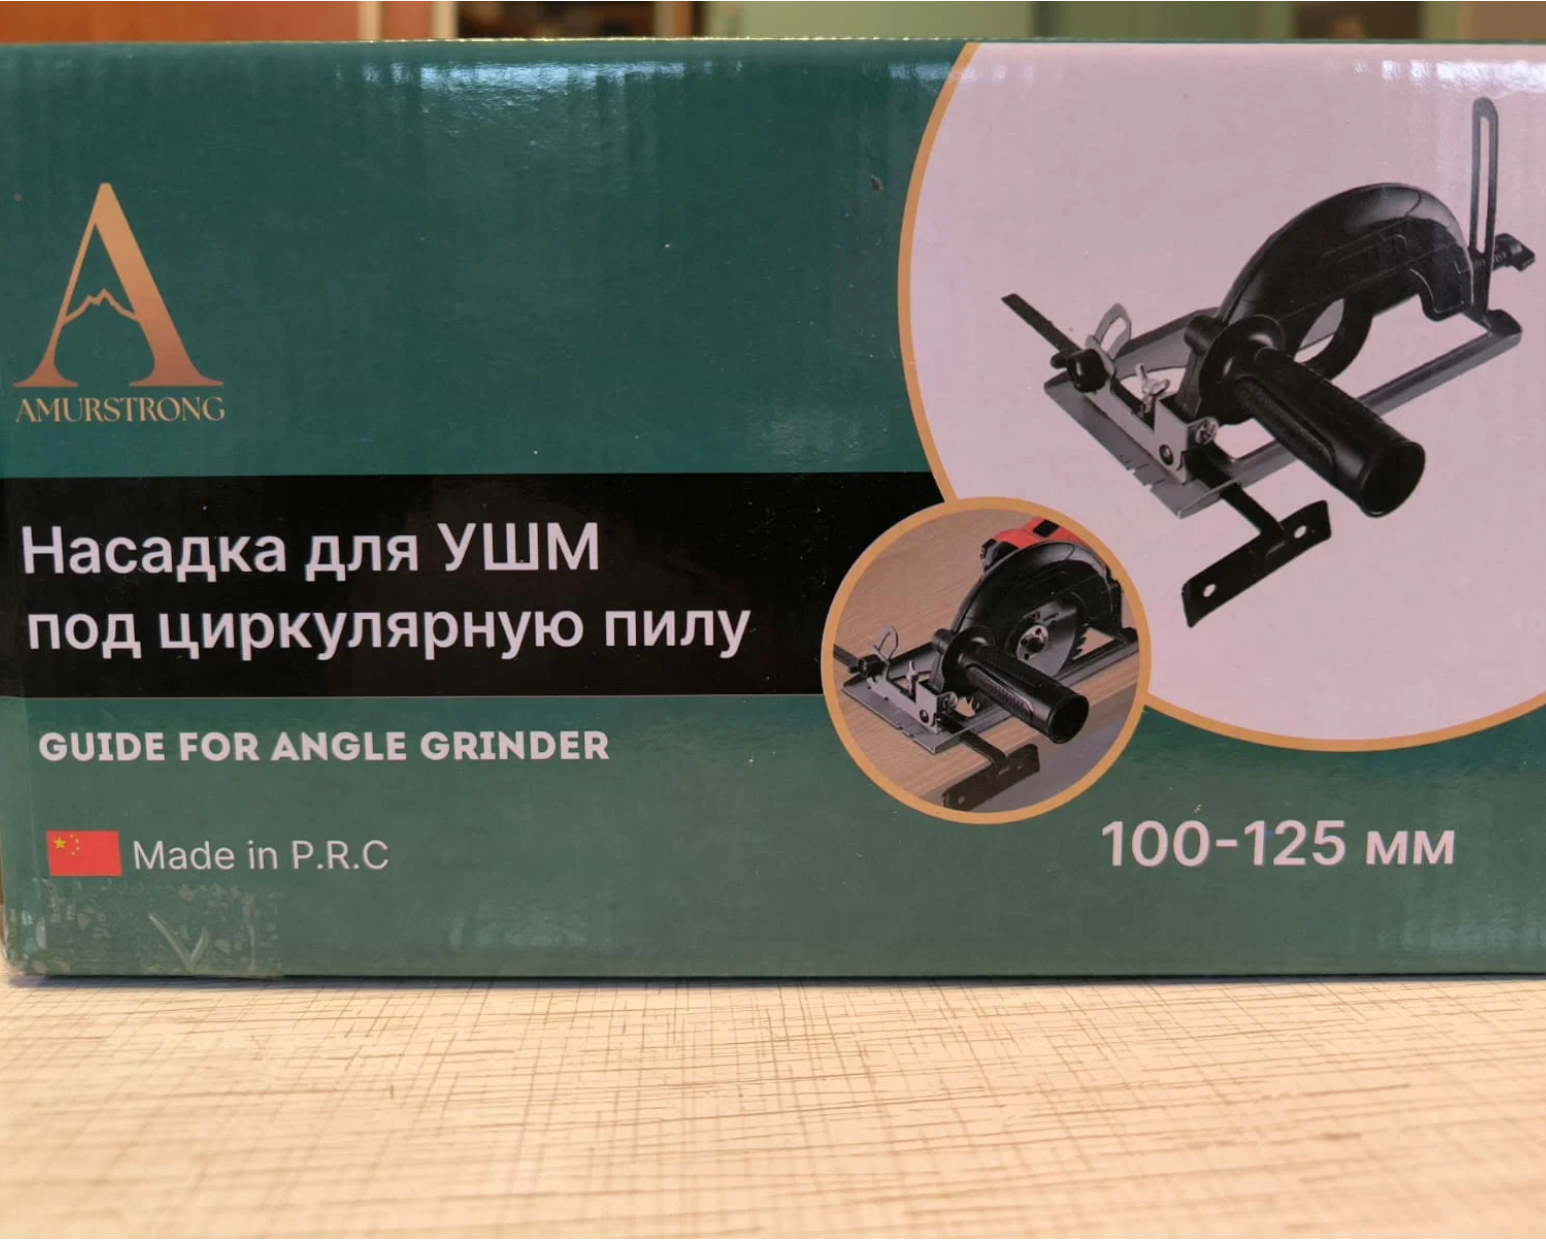 AMURSTRONG
Насадка для УШМ
под циркулярную пилу
GUIDE FOR ANGLE GRINDER
Made in P.R.C
100-125 мм